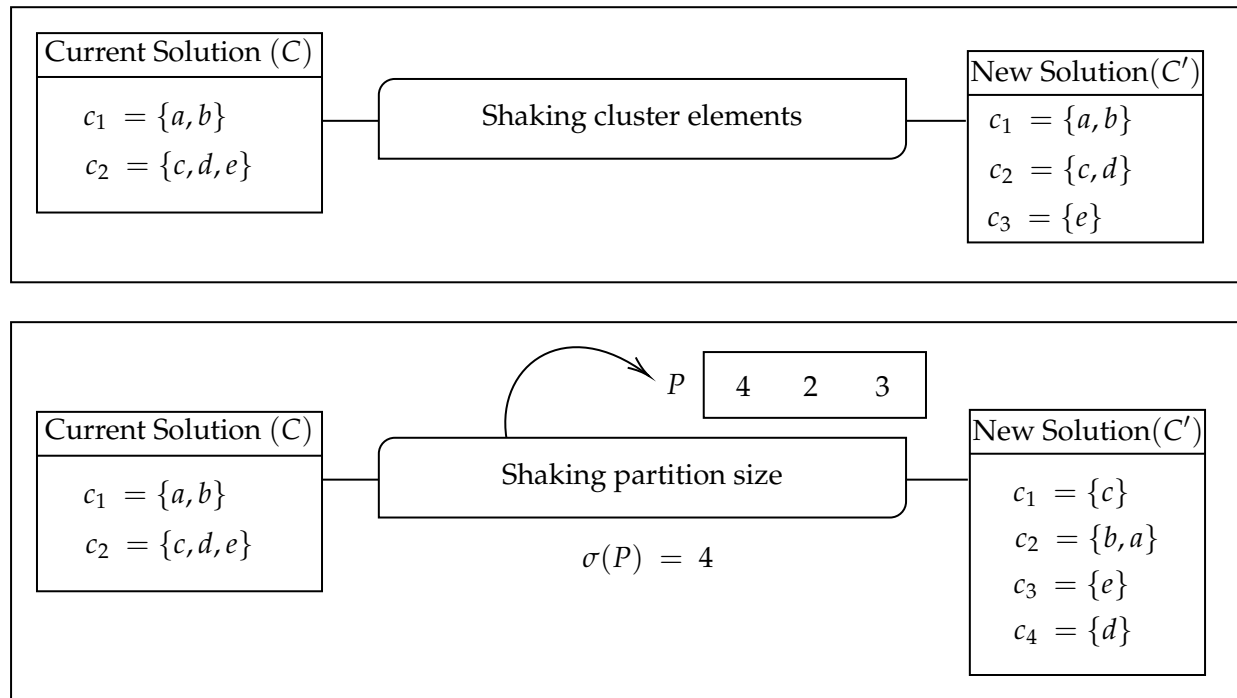 Current Solution (C)
c₁ = {a, b}
c₂ = {c, d, e}
Shaking cluster elements
New Solution(C′)
c₁ = {a, b}
c₂ = {c, d}
c₃ = {e}
P 4 2 3
Current Solution (C)
c₁ = {a, b}
c₂ = {c, d, e}
Shaking partition size
σ(P) = 4
New Solution(C′)
c₁ = {c}
c₂ = {b, a}
c₃ = {e}
c₄ = {d}